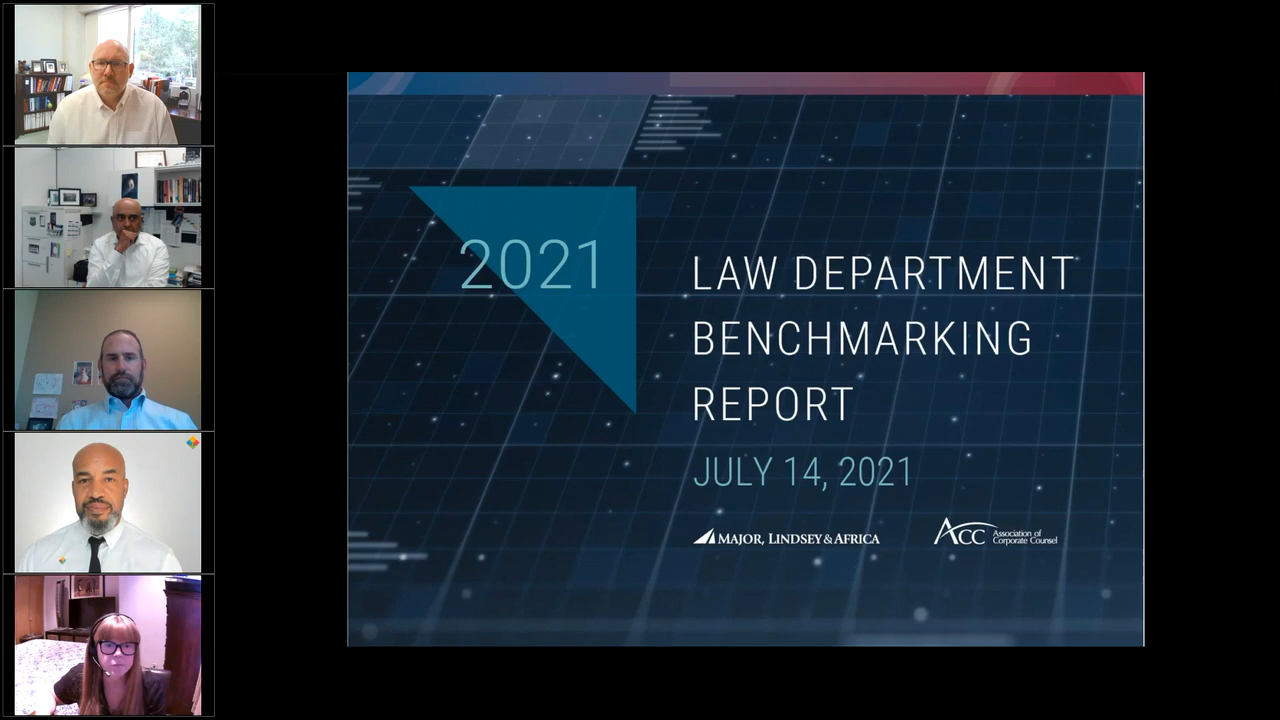 2021
LAW DEPARTMENT
BENCHMARKING
REPORT
JULY 14, 2021
MAJOR, LINDSEY & AFRICA
ACC Association of
Corporate Counsel